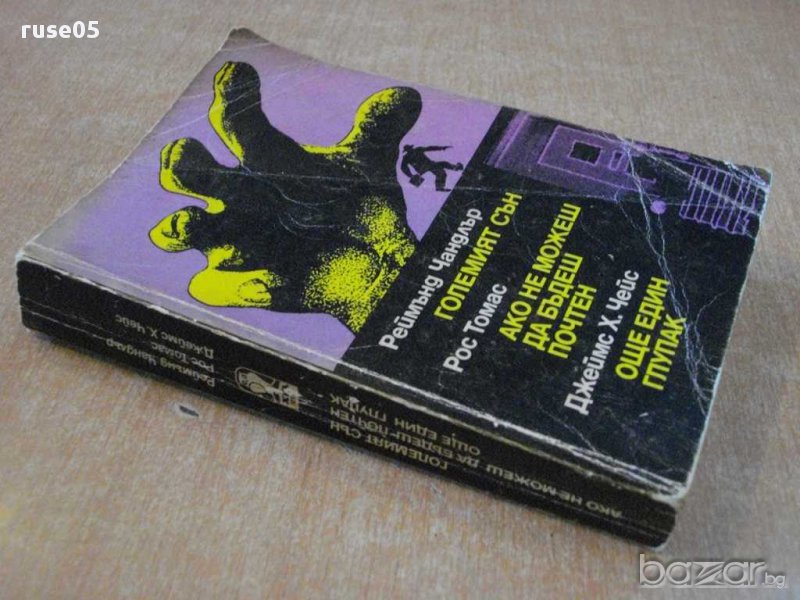 ruse05
Реймънд Чандлър
ГОЛЕМИЯТ СЪН
Рос Томас
АКО НЕ МОЖЕШ
ДА БЪДЕШ
ПОЧТЕН
Джеймс Х. Чейс
ОЩЕ ЕДИН
ГЛУПАК
Реймънд Чандлър
Рос Томас
Джеймс Х. Чейс
ГОЛЕМИЯТ СЪН
АКО НЕ МОЖЕШ ДА БЪДЕШ ПОЧТЕН
ОЩЕ ЕДИН ГЛУПАК
bazar.bg